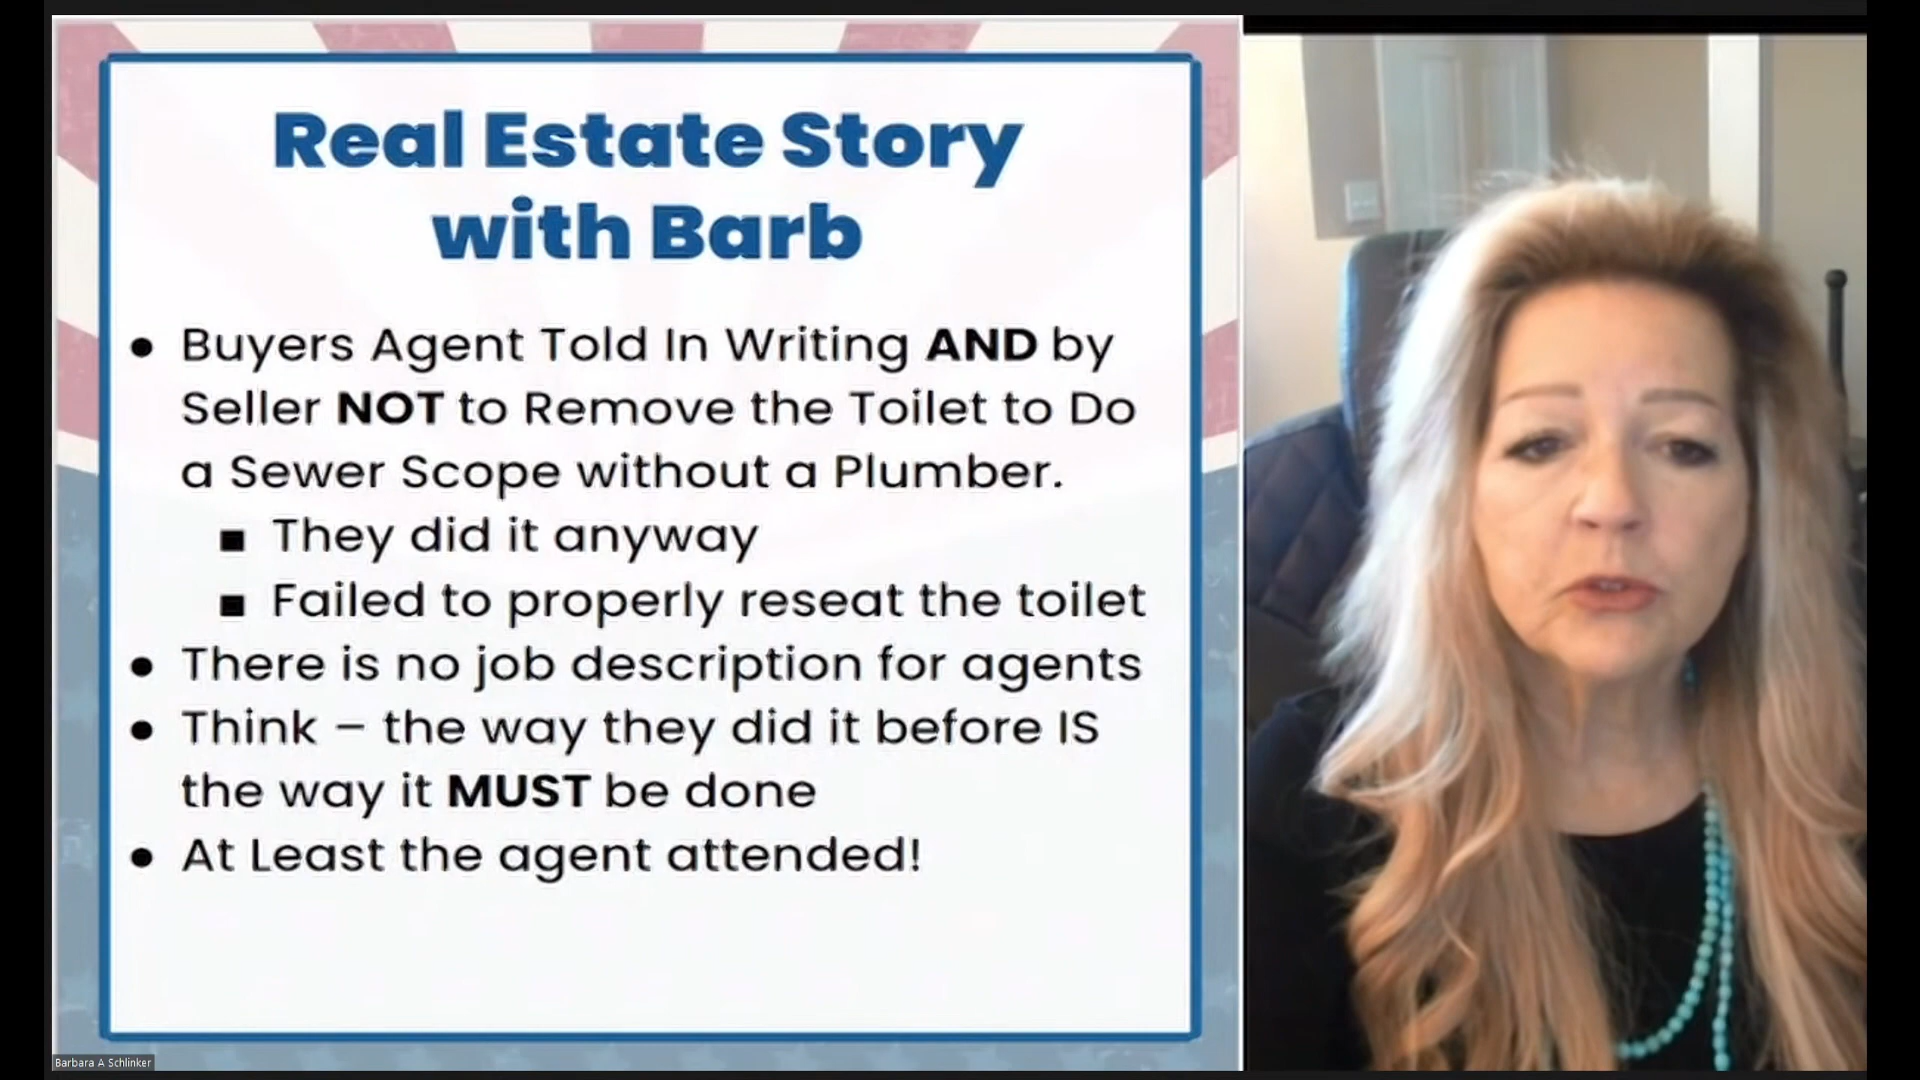 Real Estate Story
with Barb
● Buyers Agent Told In Writing AND by
Seller NOT to Remove the Toilet to Do
a Sewer Scope without a Plumber.
■ They did it anyway
■ Failed to properly reseat the toilet
● There is no job description for agents
● Think – the way they did it before IS
the way it MUST be done
● At Least the agent attended!
Barbara A Schlinker